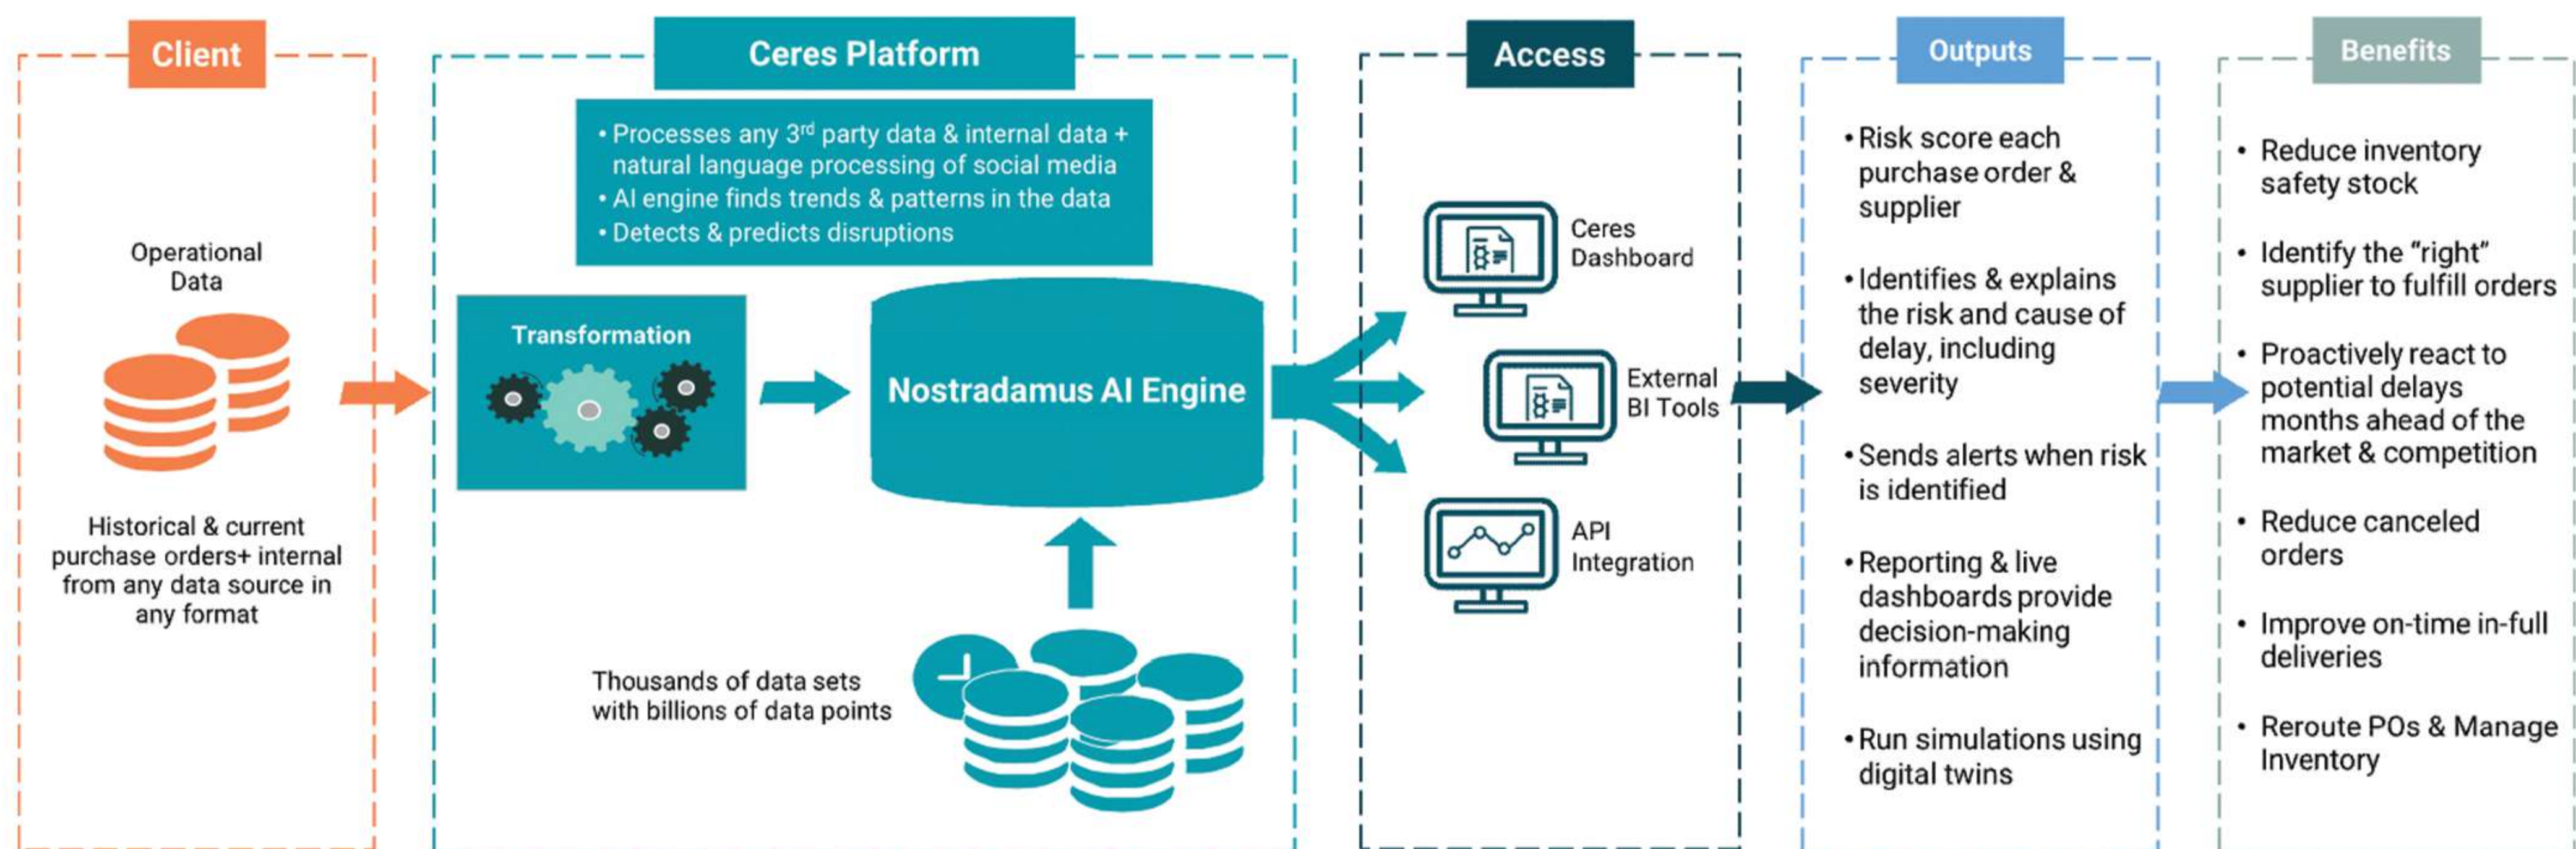 Client
Operational
Data
Historical & current
purchase orders+ internal
from any data source in
any format
Ceres Platform
• Processes any 3rd party data & internal data +
natural language processing of social media
• AI engine finds trends & patterns in the data
• Detects & predicts disruptions
Transformation
Nostradamus AI Engine
Thousands of data sets
with billions of data points
Access
Ceres
Dashboard
External
BI Tools
API
Integration
Outputs
• Risk score each
purchase order &
supplier
• Identifies & explains
the risk and cause of
delay, including
severity
• Sends alerts when risk
is identified
• Reporting & live
dashboards provide
decision-making
information
• Run simulations using
digital twins
Benefits
• Reduce inventory
safety stock
• Identify the “right”
supplier to fulfill orders
• Proactively react to
potential delays
months ahead of the
market & competition
• Reduce canceled
orders
• Improve on-time in-full
deliveries
• Reroute POs & Manage
Inventory